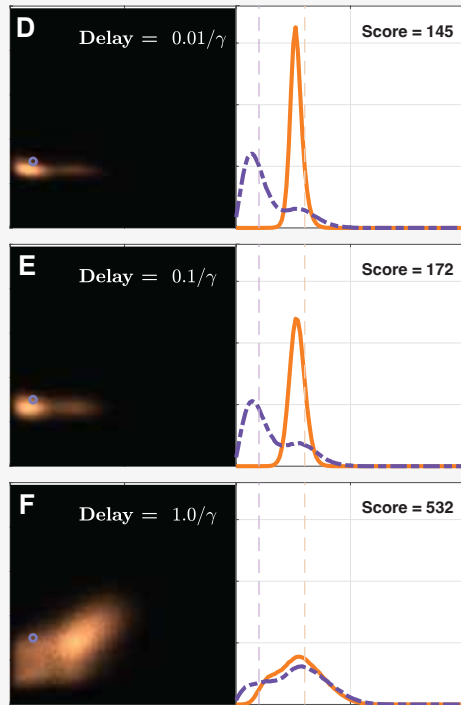 D Delay = 0.01/γ Score = 145
E Delay = 0.1/γ Score = 172
F Delay = 1.0/γ Score = 532